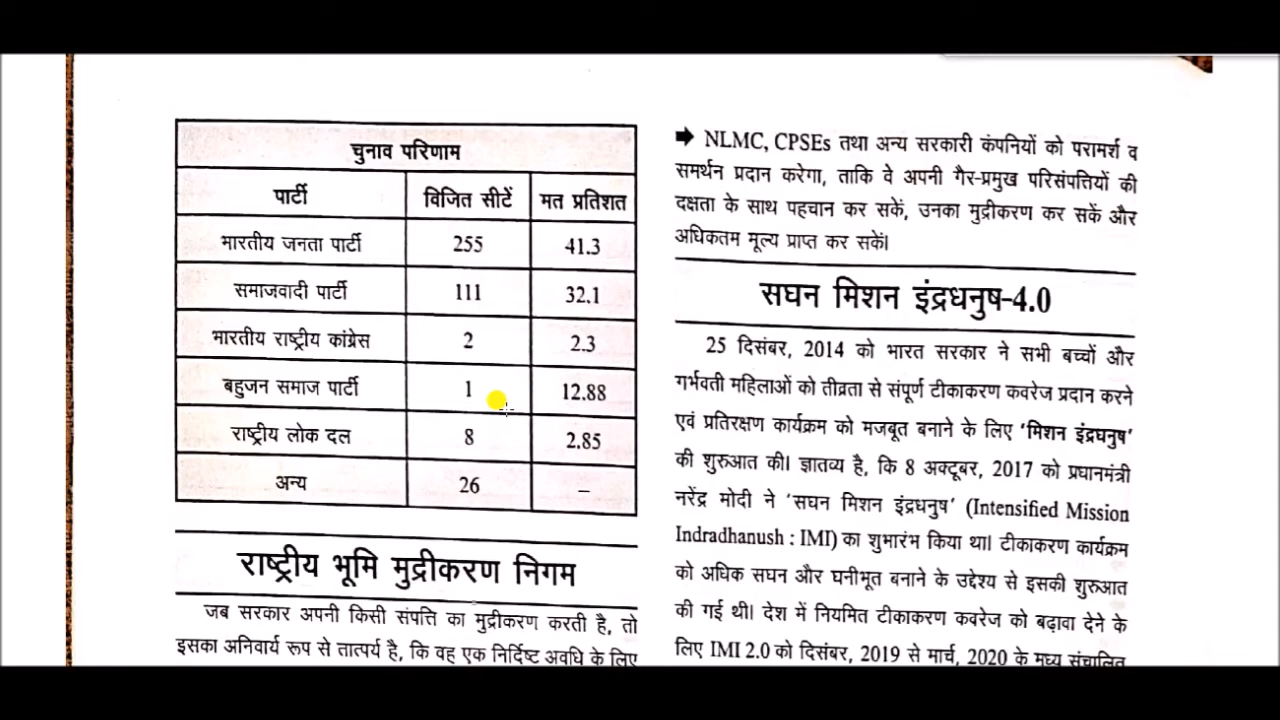 चुनाव परिणाम
पार्टी विजित सीटें मत प्रतिशत
भारतीय जनता पार्टी 255 41.3
समाजवादी पार्टी 111 32.1
भारतीय राष्ट्रीय कांग्रेस 2 2.3
बहुजन समाज पार्टी 1 12.88
राष्ट्रीय लोक दल 8 2.85
अन्य 26 –
राष्ट्रीय भूमि मुद्रीकरण निगम
जब सरकार अपनी किसी संपत्ति का मुद्रीकरण करती है, तो
इसका अनिवार्य रूप से तात्पर्य है, कि वह एक निर्दिष्ट अवधि के लिए
➡ NLMC, CPSEs तथा अन्य सरकारी कंपनियों को परामर्श व
समर्थन प्रदान करेगा, ताकि वे अपनी गैर-प्रमुख परिसंपत्तियों की
दक्षता के साथ पहचान कर सकें, उनका मुद्रीकरण कर सकें और
अधिकतम मूल्य प्राप्त कर सकें।
सघन मिशन इंद्रधनुष-4.0
25 दिसंबर, 2014 को भारत सरकार ने सभी बच्चों और
गर्भवती महिलाओं को तीव्रता से संपूर्ण टीकाकरण कवरेज प्रदान करने
एवं प्रतिरक्षण कार्यक्रम को मजबूत बनाने के लिए ‘मिशन इंद्रधनुष’
की शुरुआत की। ज्ञातव्य है, कि 8 अक्टूबर, 2017 को प्रधानमंत्री
नरेंद्र मोदी ने ‘सघन मिशन इंद्रधनुष’ (Intensified Mission
Indradhanush : IMI) का शुभारंभ किया था। टीकाकरण कार्यक्रम
को अधिक सघन और घनीभूत बनाने के उद्देश्य से इसकी शुरुआत
की गई थी। देश में नियमित टीकाकरण कवरेज को बढ़ावा देने के
लिए IMI 2.0 को दिसंबर, 2019 से मार्च, 2020 के मध्य संचालित